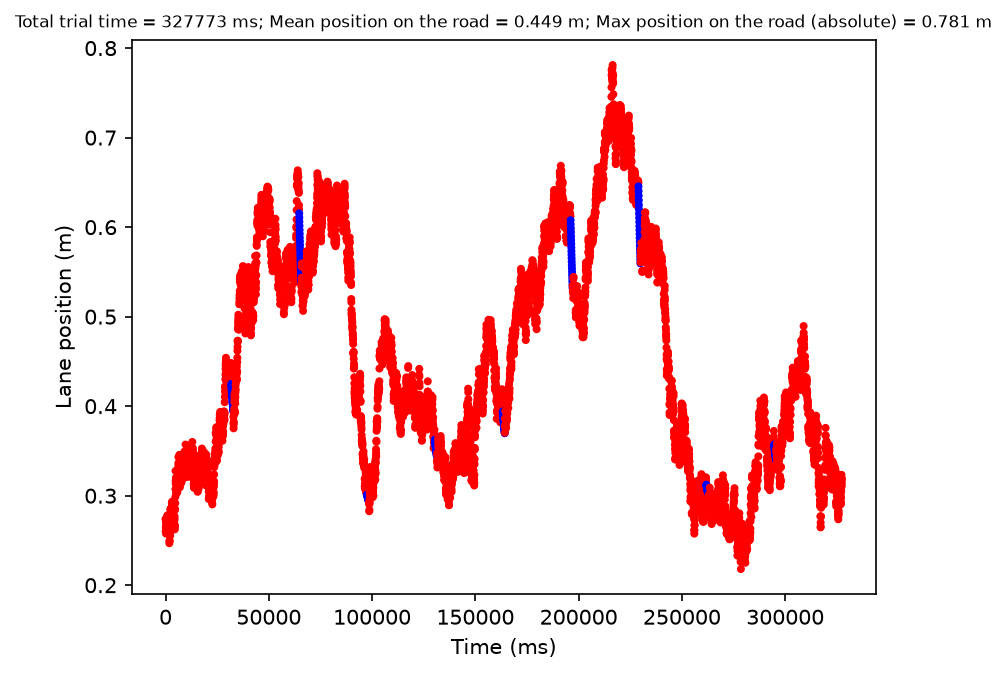 Total trial time = 327773 ms; Mean position on the road = 0.449 m; Max position on the road (absolute) = 0.781 m
0.8
0.7
0.6
0.5
0.4
0.3
0.2
Lane position (m)
0 50000 100000 150000 200000 250000 300000
Time (ms)